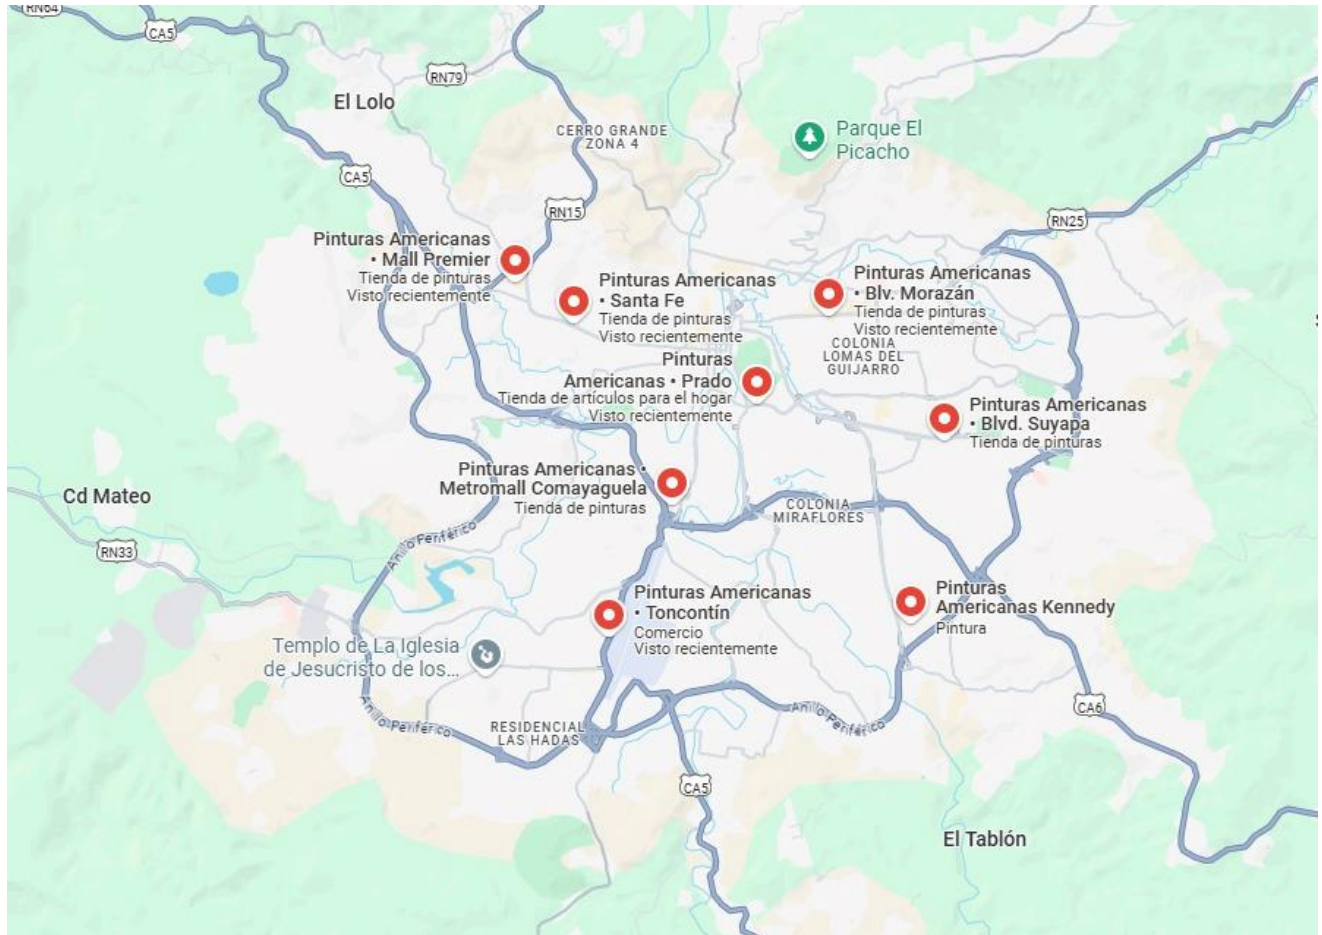 RN64
CA5
RN79
El Lolo
CERRO GRANDE
ZONA 4
Parque El
Picacho
CA5
RN15
RN25
Pinturas Americanas
• Mall Premier
Tienda de pinturas
Visto recientemente
Pinturas Americanas
• Santa Fe
Tienda de pinturas
Visto recientemente
Pinturas Americanas
• Blv. Morazán
Tienda de pinturas
Visto recientemente
COLONIA
LOMAS DEL
GUIJARRO
Pinturas
Americanas • Prado
Tienda de artículos para el hogar
Visto recientemente
Pinturas Americanas
• Blvd. Suyapa
Tienda de pinturas
Pinturas Americanas •
Metromall Comayaguela
Tienda de pinturas
Cd Mateo
COLONIA
MIRAFLORES
RN33
Anillo Periférico
Pinturas Americanas
• Toncontín
Comercio
Visto recientemente
Pinturas
Americanas Kennedy
Pintura
Templo de La Iglesia
de Jesucristo de los...
Anillo Periférico
RESIDENCIAL
LAS HADAS
Anillo Periférico
CA6
CA5
El Tablón